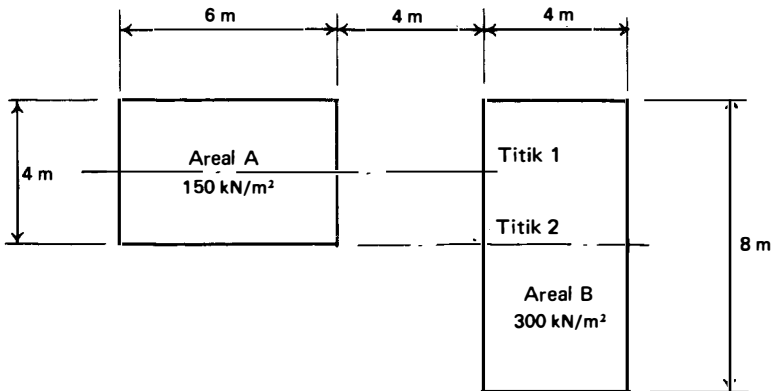 6 m
4 m
4 m
4 m
Areal A
150 kN/m²
Titik 1
Titik 2
8 m
Areal B
300 kN/m²